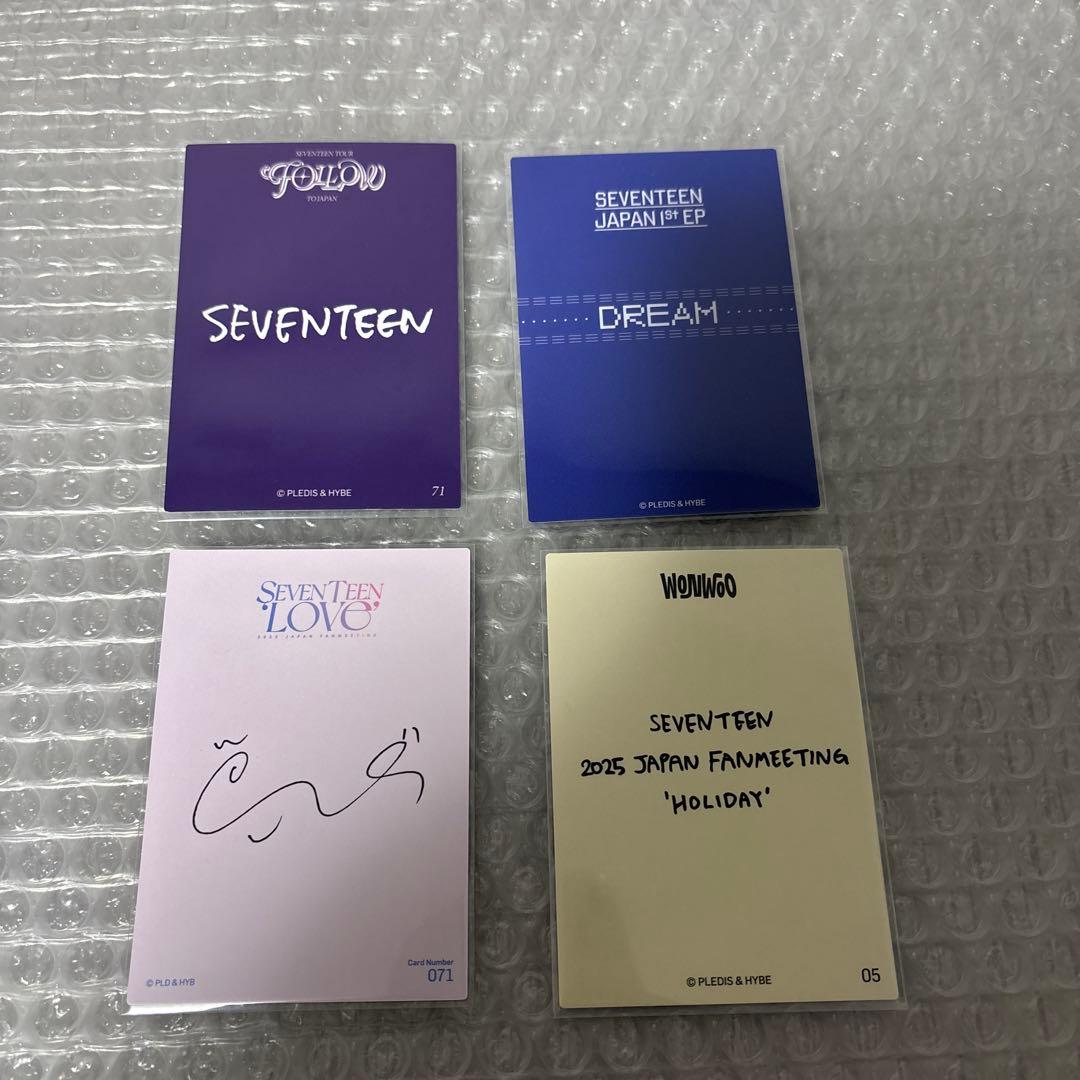 SEVENTEEN TOUR
FOLLOW
TO JAPAN
SEVENTEEN
© PLEDIS & HYBE
71
SEVENTEEN
JAPAN 1St EP
DREAM
© PLEDIS & HYBE
SEVENTEEN
'LOVE'
2023 JAPAN FANMEETING
© PLD & HYB
Card Number
071
WONWOO
SEVENTEEN
2025 JAPAN FANMEETING
'HOLIDAY'
© PLEDIS & HYBE
05